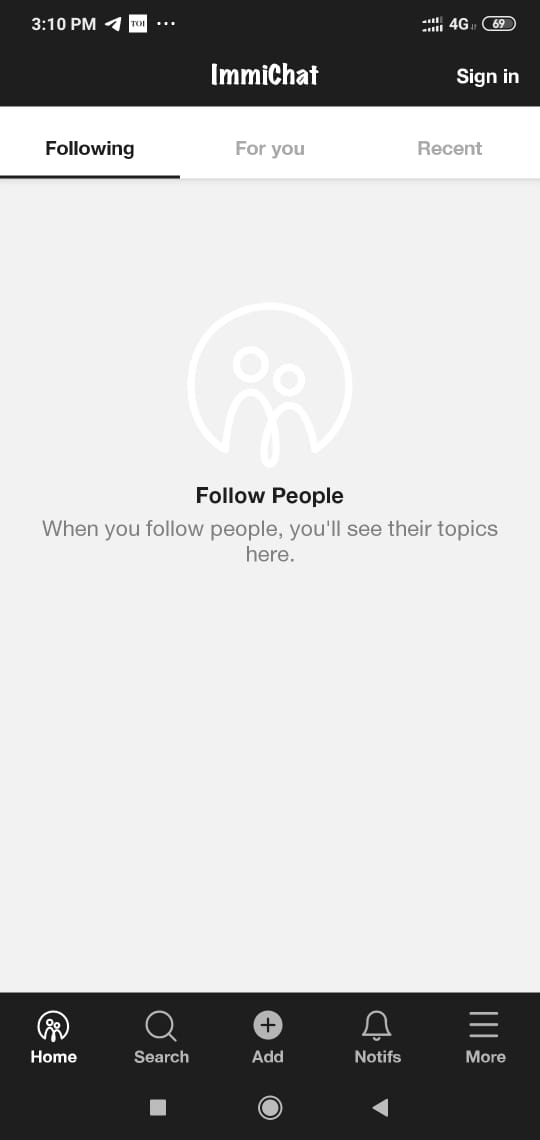 3:10 PM TOI ... 4G 69
ImmiChat Sign in
Following For you Recent
Follow People
When you follow people, you'll see their topics
here.
Home Search Add Notifs More